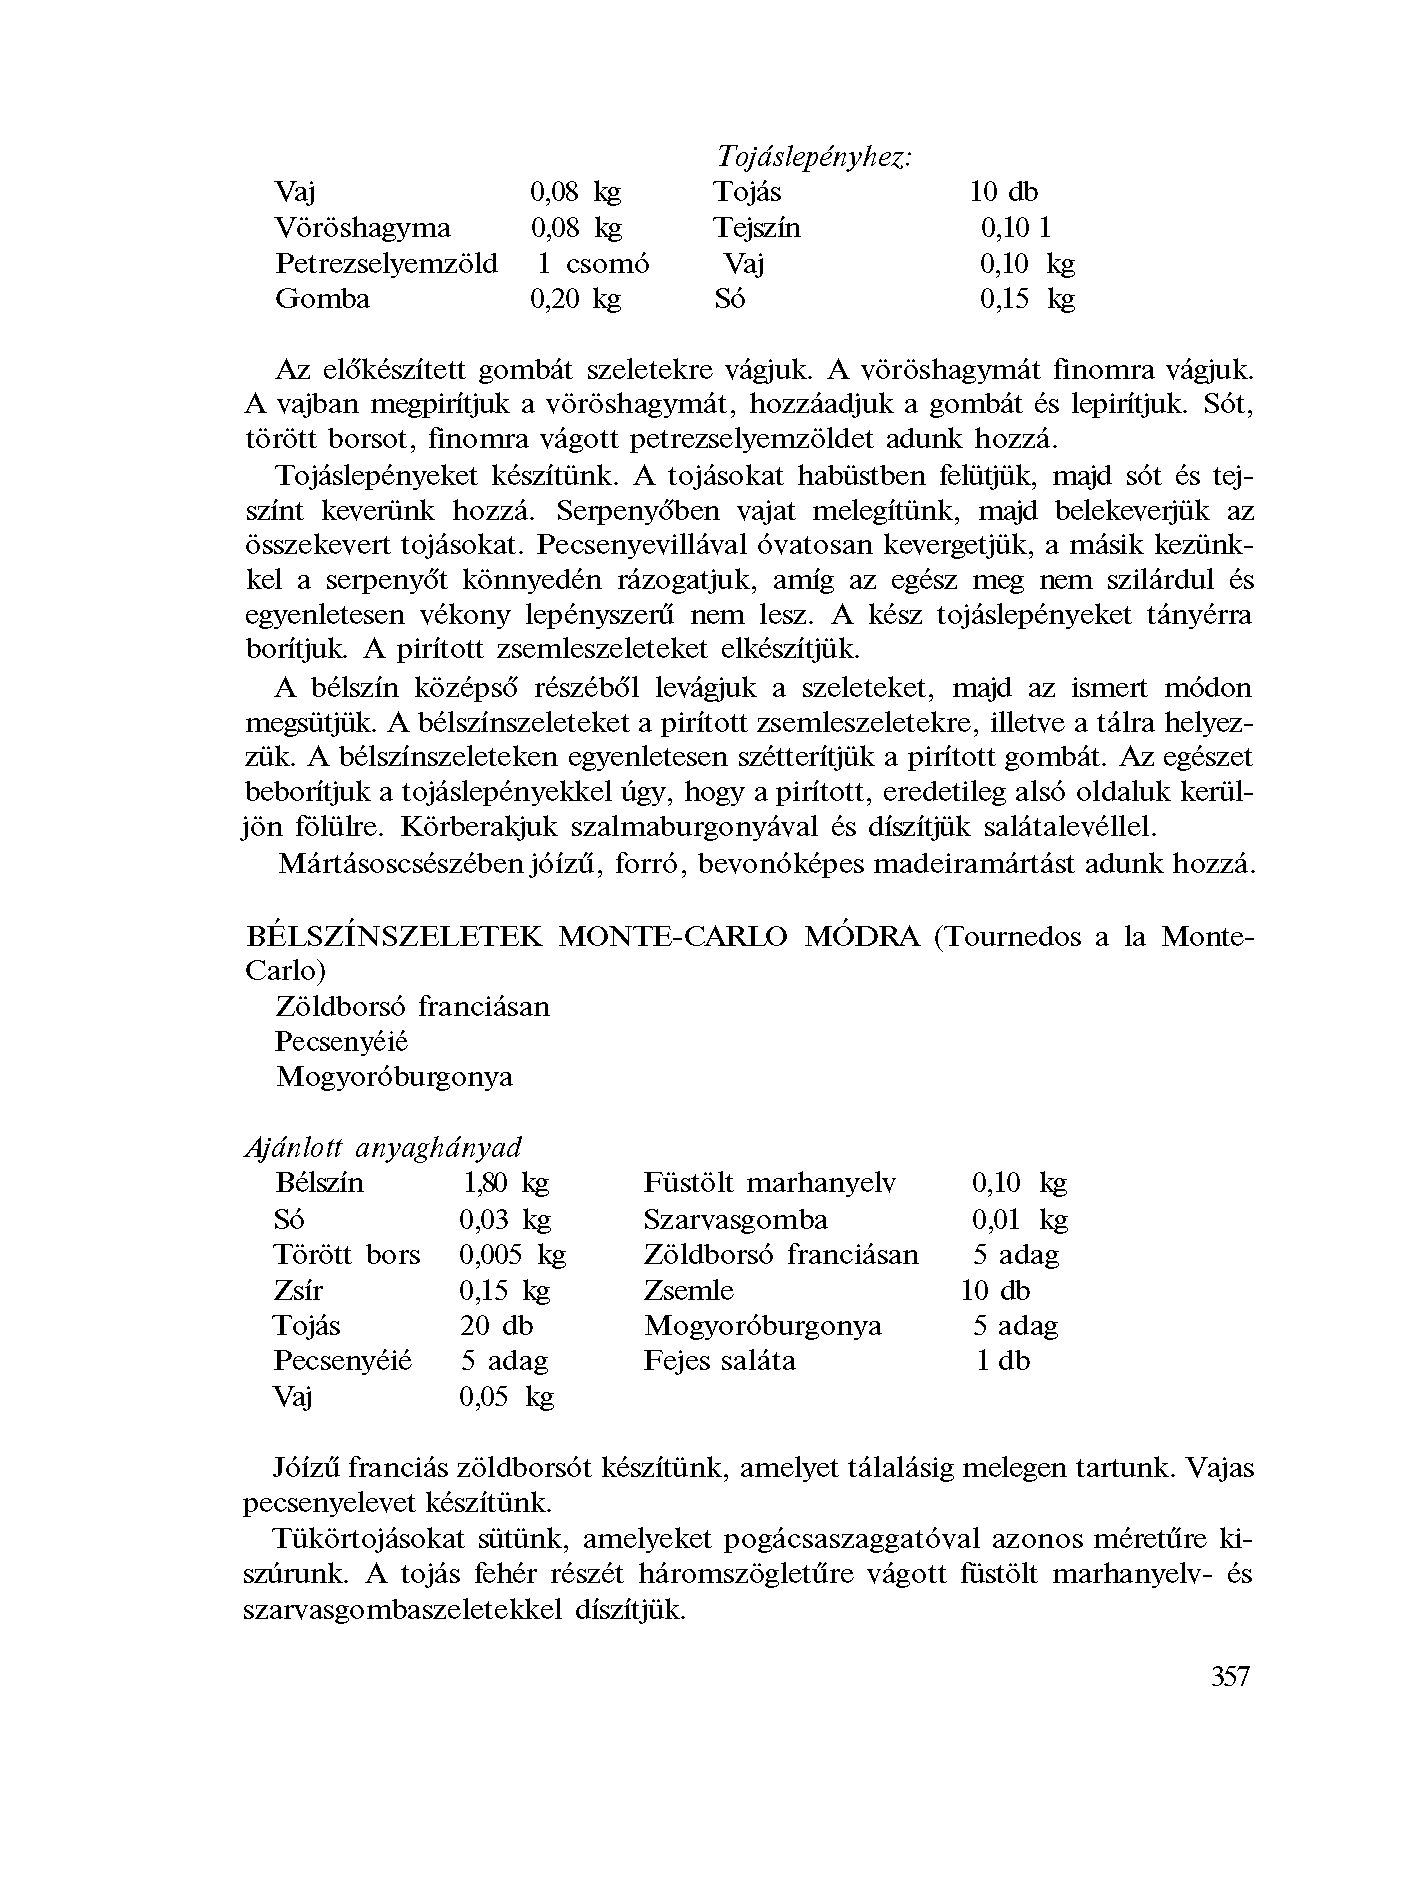 Tojáslepényhez:
Vaj 0,08 kg Tojás 10 db
Vöröshagyma 0,08 kg Tejszín 0,10 1
Petrezselyemzöld 1 csomó Vaj 0,10 kg
Gomba 0,20 kg Só 0,15 kg
Az előkészített gombát szeletekre vágjuk. A vöröshagymát finomra vágjuk.
A vajban megpirítjuk a vöröshagymát, hozzáadjuk a gombát és lepirítjuk. Sót,
törött borsot, finomra vágott petrezselyemzöldet adunk hozzá.
Tojáslepényeket készítünk. A tojásokat habüstben felütjük, majd sót és tej-
színt keverünk hozzá. Serpenyőben vajat melegítünk, majd belekeverjük az
összekevert tojásokat. Pecsenyevillával óvatosan kevergetjük, a másik kezünk-
kel a serpenyőt könnyedén rázogatjuk, amíg az egész meg nem szilárdul és
egyenletesen vékony lepényszerű nem lesz. A kész tojáslepényeket tányérra
borítjuk. A pirított zsemleszeleteket elkészítjük.
A bélszín középső részéből levágjuk a szeleteket, majd az ismert módon
megsütjük. A bélszínszeleteket a pirított zsemleszeletekre, illetve a tálra helyez-
zük. A bélszínszeleteken egyenletesen szétterítjük a pirított gombát. Az egészet
beborítjuk a tojáslepényekkel úgy, hogy a pirított, eredetileg alsó oldaluk kerül-
jön fölülre. Körberakjuk szalmaburgonyával és díszítjük salátalevéllel.
Mártásoscsészében jóízű, forró, bevonóképes madeiramártást adunk hozzá.
BÉLSZÍNSZELETEK MONTE-CARLO MÓDRA (Tournedos a la Monte-
Carlo)
Zöldborsó franciásan
Pecsenyéié
Mogyoróburgonya
Ajánlott anyaghányad
Bélszín 1,80 kg Füstölt marhanyelv 0,10 kg
Só 0,03 kg Szarvasgomba 0,01 kg
Törött bors 0,005 kg Zöldborsó franciásan 5 adag
Zsír 0,15 kg Zsemle 10 db
Tojás 20 db Mogyoróburgonya 5 adag
Pecsenyéié 5 adag Fejes saláta 1 db
Vaj 0,05 kg
Jóízű franciás zöldborsót készítünk, amelyet tálalásig melegen tartunk. Vajas
pecsenyelevet készítünk.
Tükörtojásokat sütünk, amelyeket pogácsaszaggatóval azonos méretűre ki-
szúrunk. A tojás fehér részét háromszögletűre vágott füstölt marhanyelv- és
szarvasgombaszeletekkel díszítjük.
357